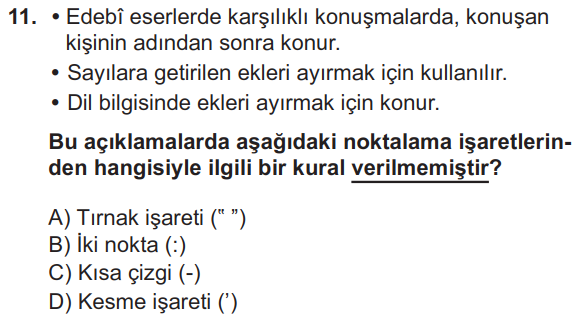 11. • Edebî eserlerde karşılıklı konuşmalarda, konuşan
kişinin adından sonra konur.
• Sayılara getirilen ekleri ayırmak için kullanılır.
• Dil bilgisinde ekleri ayırmak için konur.
Bu açıklamalarda aşağıdaki noktalama işaretlerin-
den hangisiyle ilgili bir kural verilmemiştir?
A) Tırnak işareti (‟ ”)
B) İki nokta (:)
C) Kısa çizgi (-)
D) Kesme işareti (’)